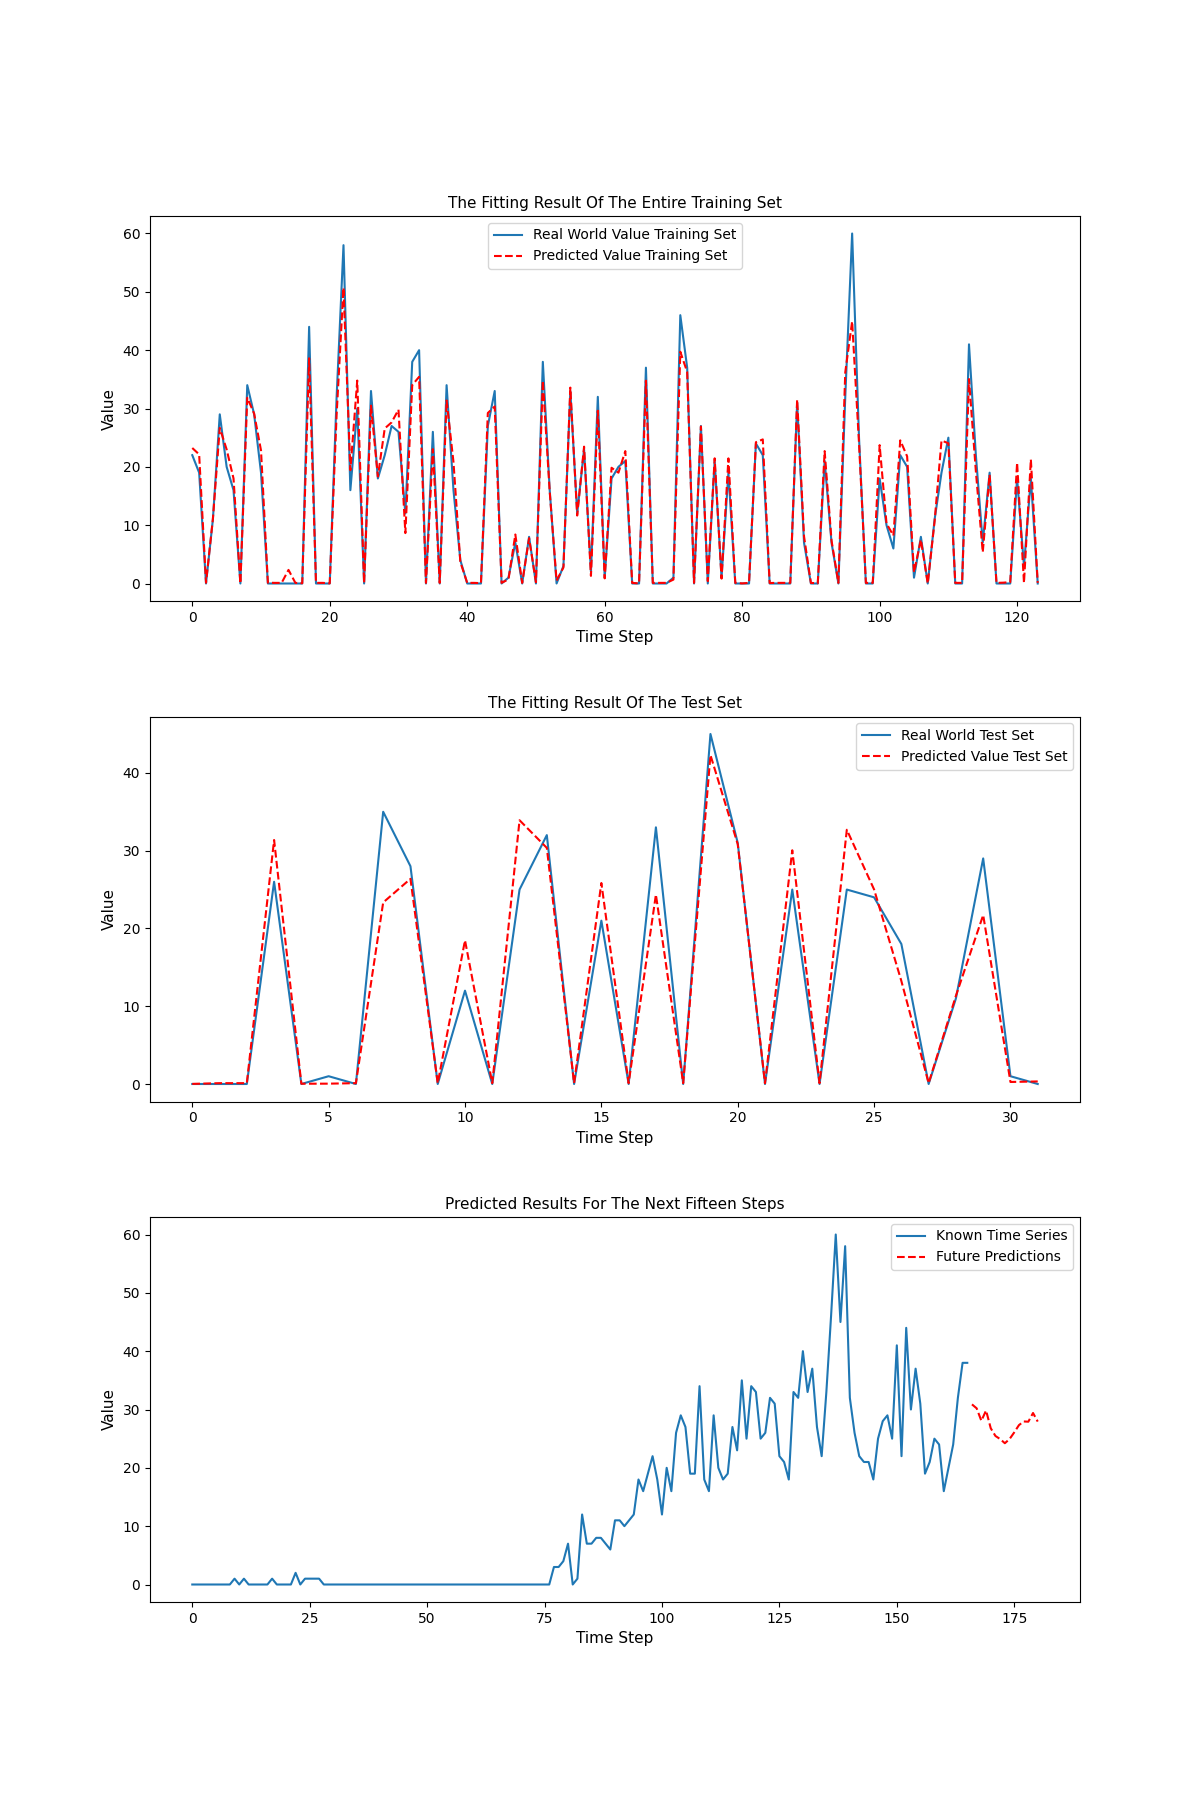 The Fitting Result Of The Entire Training Set
Real World Value Training Set
Predicted Value Training Set
Value
60
50
40
30
20
10
0
0 20 40 60 80 100 120
Time Step
The Fitting Result Of The Test Set
Real World Test Set
Predicted Value Test Set
Value
40
30
20
10
0
0 5 10 15 20 25 30
Time Step
Predicted Results For The Next Fifteen Steps
Known Time Series
Future Predictions
Value
60
50
40
30
20
10
0
0 25 50 75 100 125 150 175
Time Step